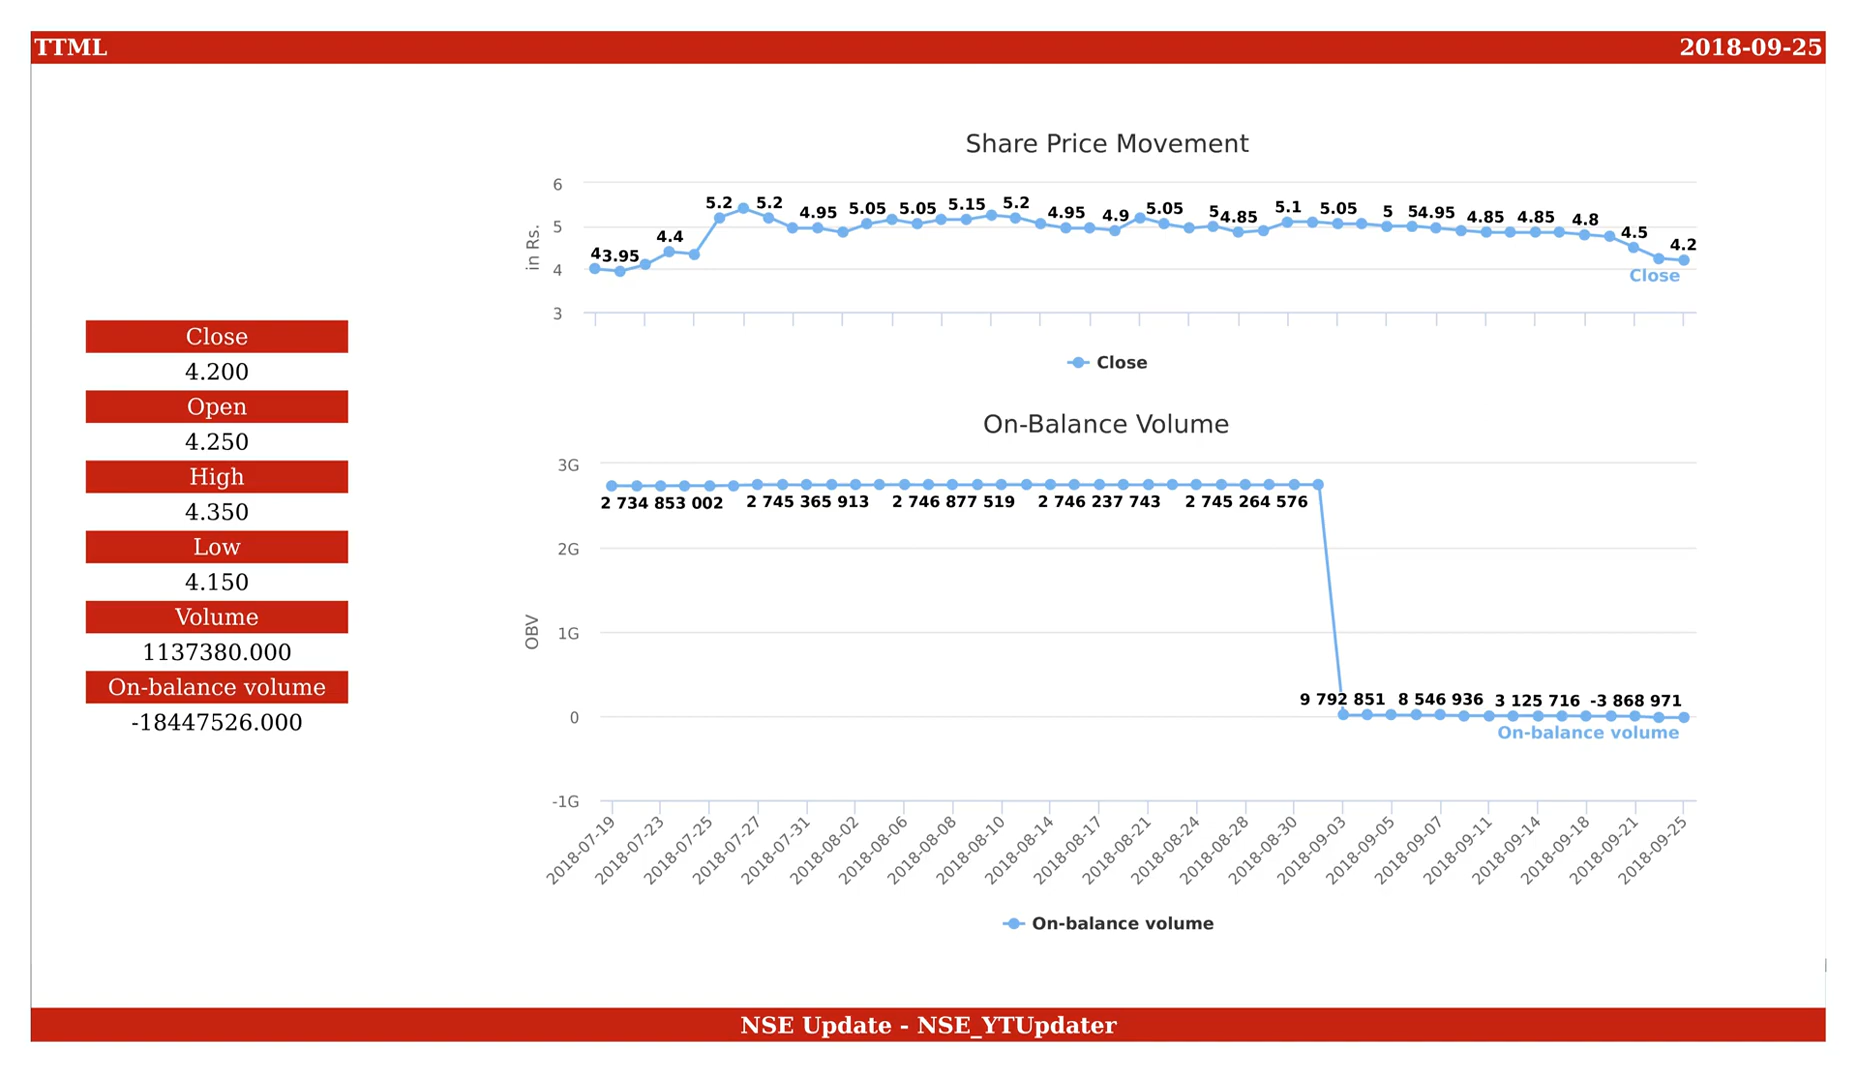 TTML 2018-09-25
Close
4.200
Open
4.250
High
4.350
Low
4.150
Volume
1137380.000
On-balance volume
-18447526.000
Share Price Movement
in Rs.
6
5
4
3
4 3.95 4.4 5.2 5.2 4.95 5.05 5.05 5.15 5.2 4.95 4.9 5.05 5 4.85 5.1 5.05 5 5 4.95 4.85 4.85 4.8 4.5 4.2
Close
Close
On-Balance Volume
OBV
3G
2G
1G
0
-1G
2 734 853 002 2 745 365 913 2 746 877 519 2 746 237 743 2 745 264 576
9 792 851 8 546 936 3 125 716 -3 868 971
On-balance volume
2018-07-19 2018-07-23 2018-07-25 2018-07-27 2018-07-31 2018-08-02 2018-08-06 2018-08-08 2018-08-10 2018-08-14 2018-08-17 2018-08-21 2018-08-24 2018-08-28 2018-08-30 2018-09-03 2018-09-05 2018-09-07 2018-09-11 2018-09-14 2018-09-18 2018-09-21 2018-09-25
On-balance volume
NSE Update - NSE_YTUpdater